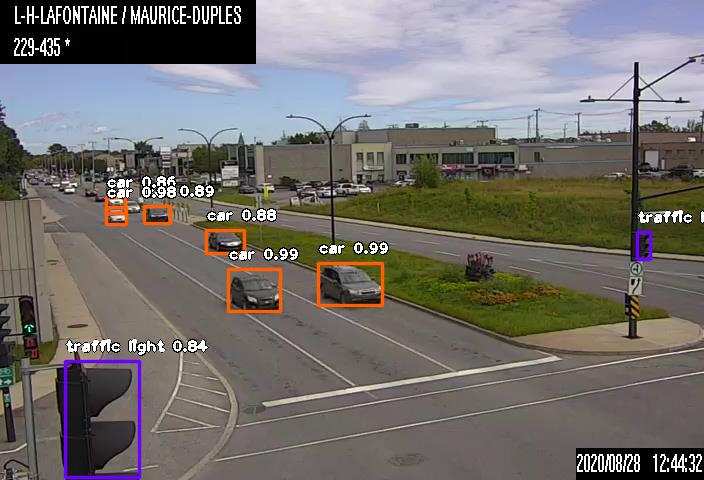 L-H-LAFONTAINE / MAURICE-DUPLES
229-435 *
car 0.86
car 0.98 0.89
car 0.88
car 0.99
car 0.99
traffic l
traffic light 0.84
2020/08/28 12:44:32